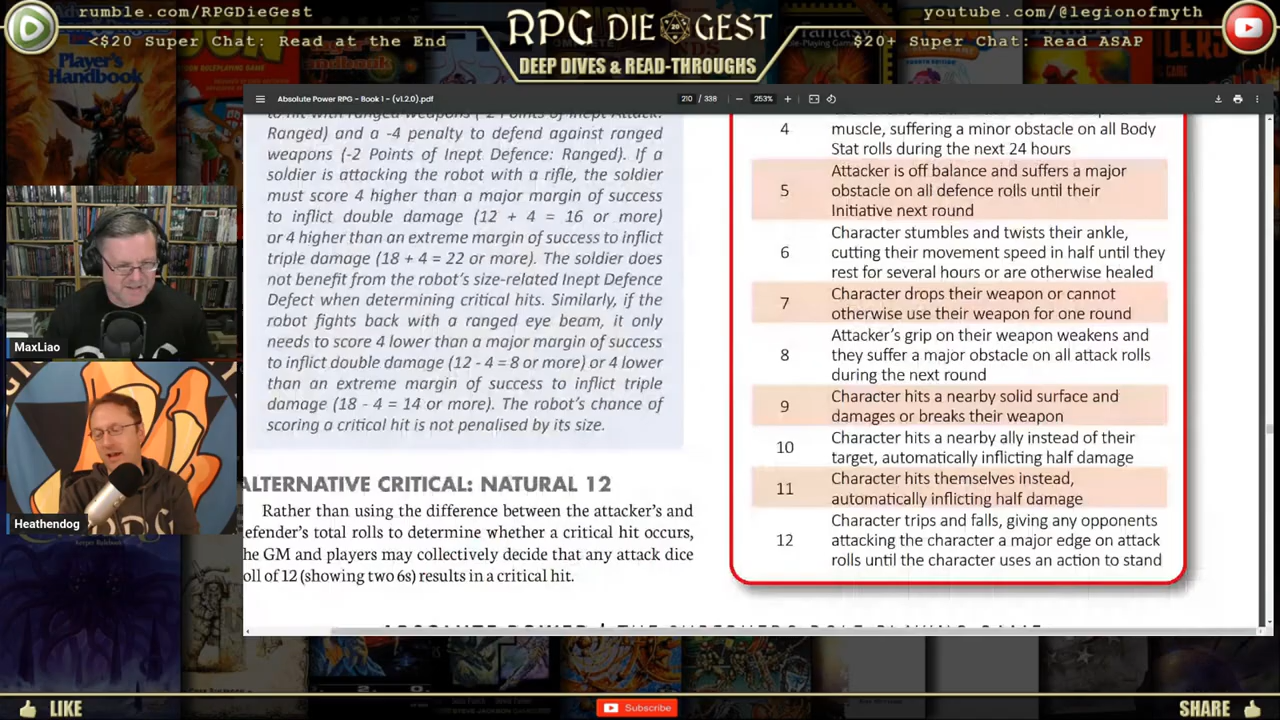 rumble.com/RPGDieGest
<$20 Super Chat: Read at the End
RPG DIE GEST
20
DEEP DIVES & READ-THROUGHS
youtube.com/@legionofmyth
$20+ Super Chat: Read ASAP
Player's
Handbook
Absolute Power RPG – Book 1 – (v1.2.0).pdf
210 / 338
253%
to hit with ranged weapons (-2 Points of Inept Attack:
Ranged) and a -4 penalty to defend against ranged
weapons (-2 Points of Inept Defence: Ranged). If a
soldier is attacking the robot with a rifle, the soldier
must score 4 higher than a major margin of success
to inflict double damage (12 + 4 = 16 or more)
or 4 higher than an extreme margin of success to inflict
triple damage (18 + 4 = 22 or more). The soldier does
not benefit from the robot's size-related Inept Defence
Defect when determining critical hits. Similarly, if the
robot fights back with a ranged eye beam, it only
needs to score 4 lower than a major margin of success
to inflict double damage (12 - 4 = 8 or more) or 4 lower
than an extreme margin of success to inflict triple
damage (18 - 4 = 14 or more). The robot's chance of
scoring a critical hit is not penalised by its size.
ALTERNATIVE CRITICAL: NATURAL 12
Rather than using the difference between the attacker's and
efender's total rolls to determine whether a critical hit occurs,
he GM and players may collectively decide that any attack dice
oll of 12 (showing two 6s) results in a critical hit.
4
muscle, suffering a minor obstacle on all Body
Stat rolls during the next 24 hours
5
Attacker is off balance and suffers a major
obstacle on all defence rolls until their
Initiative next round
6
Character stumbles and twists their ankle,
cutting their movement speed in half until they
rest for several hours or are otherwise healed
7
Character drops their weapon or cannot
otherwise use their weapon for one round
8
Attacker's grip on their weapon weakens and
they suffer a major obstacle on all attack rolls
during the next round
9
Character hits a nearby solid surface and
damages or breaks their weapon
10
Character hits a nearby ally instead of their
target, automatically inflicting half damage
11
Character hits themselves instead,
automatically inflicting half damage
12
Character trips and falls, giving any opponents
attacking the character a major edge on attack
rolls until the character uses an action to stand
MaxLiao
Heathendog
LIKE
Subscribe
SHARE